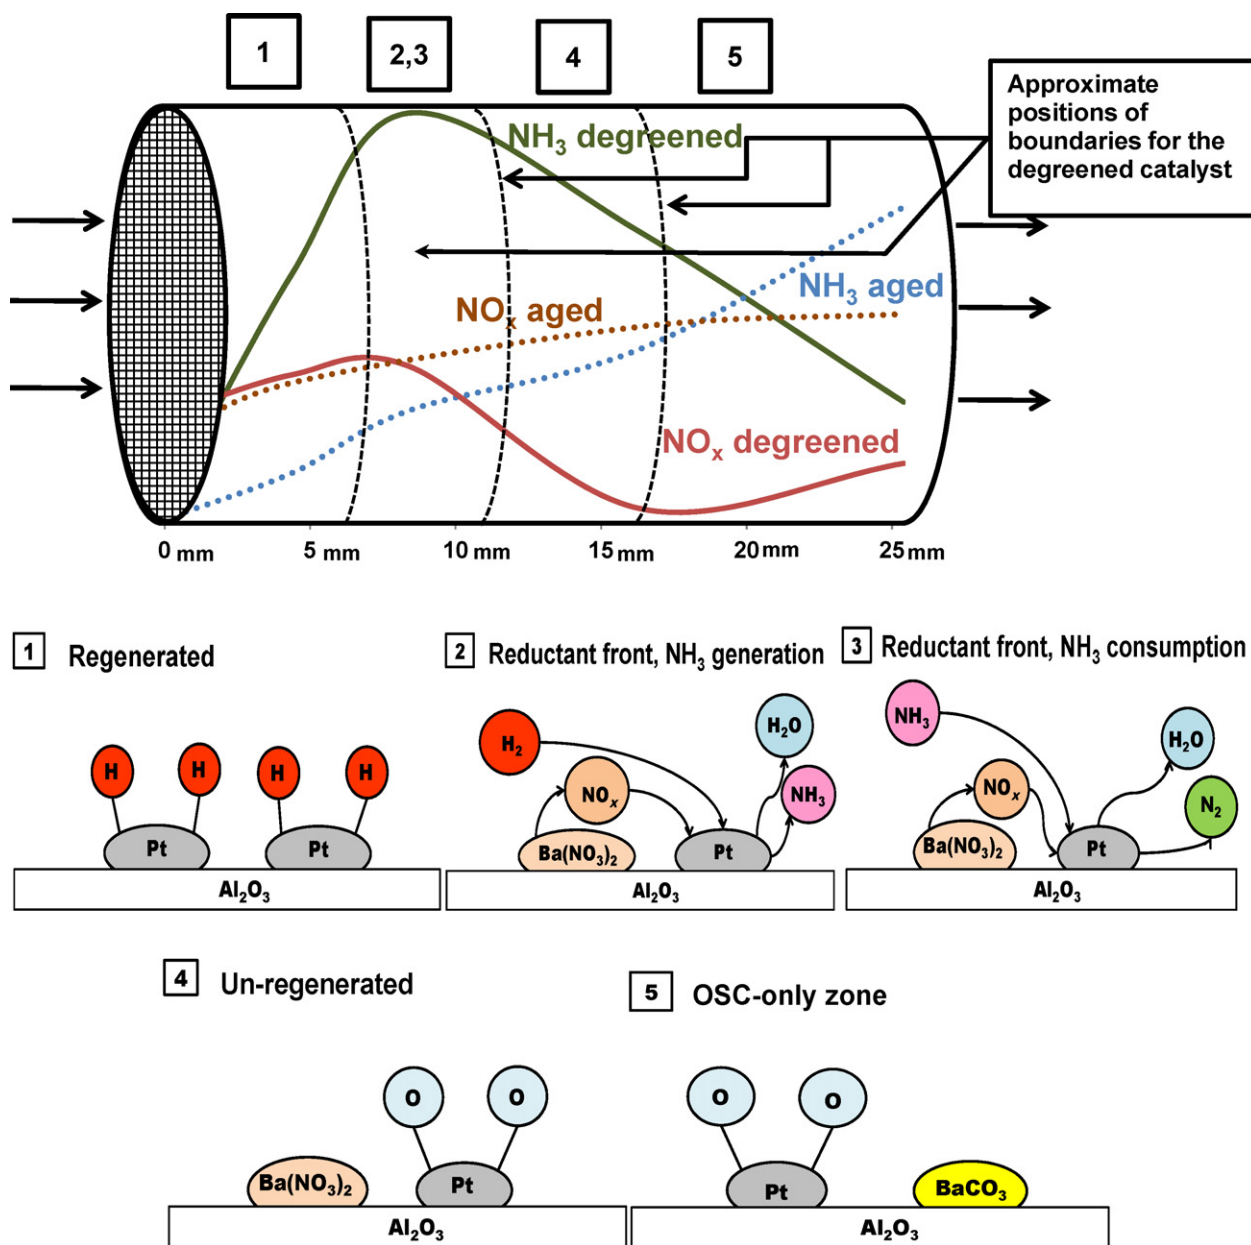 1
2,3
4
5
Approximate
positions of
boundaries for the
degreened catalyst
NH₃ degreened
NH₃ aged
NOₓ aged
NOₓ degreened
0 mm
5 mm
10 mm
15 mm
20 mm
25 mm
1 Regenerated
H H H H
Pt Pt
Al₂O₃
2 Reductant front, NH₃ generation
H₂
H₂O
NOₓ
NH₃
Ba(NO₃)₂
Pt
Al₂O₃
3 Reductant front, NH₃ consumption
NH₃
H₂O
NOₓ
N₂
Ba(NO₃)₂
Pt
Al₂O₃
4 Un-regenerated
O O
Ba(NO₃)₂
Pt
Al₂O₃
5 OSC-only zone
O O
Pt
BaCO₃
Al₂O₃